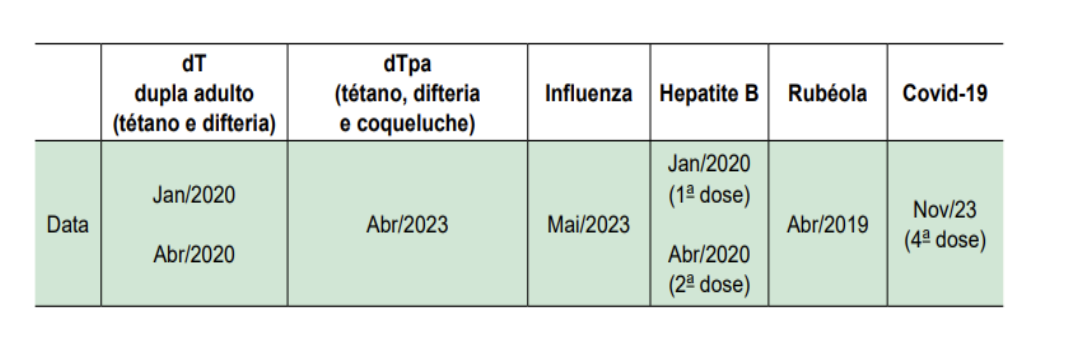 dT
dupla adulto
(tétano e difteria)
dTpa
(tétano, difteria
e coqueluche)
Influenza
Hepatite B
Rubéola
Covid-19
Data
Jan/2020
Abr/2020
Abr/2023
Mai/2023
Jan/2020
(1ª dose)
Abr/2020
(2ª dose)
Abr/2019
Nov/23
(4ª dose)